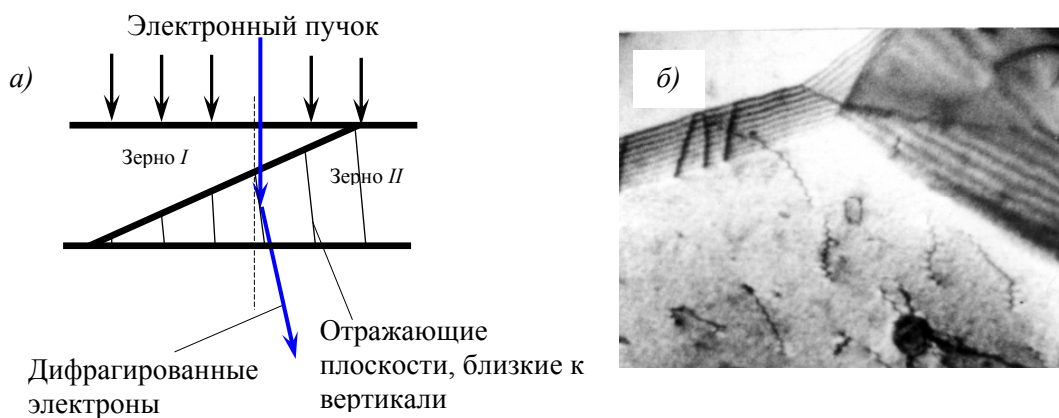 Электронный пучок
а)
б)
Зерно I
Зерно II
Дифрагированные
электроны
Отражающие
плоскости, близкие к
вертикали